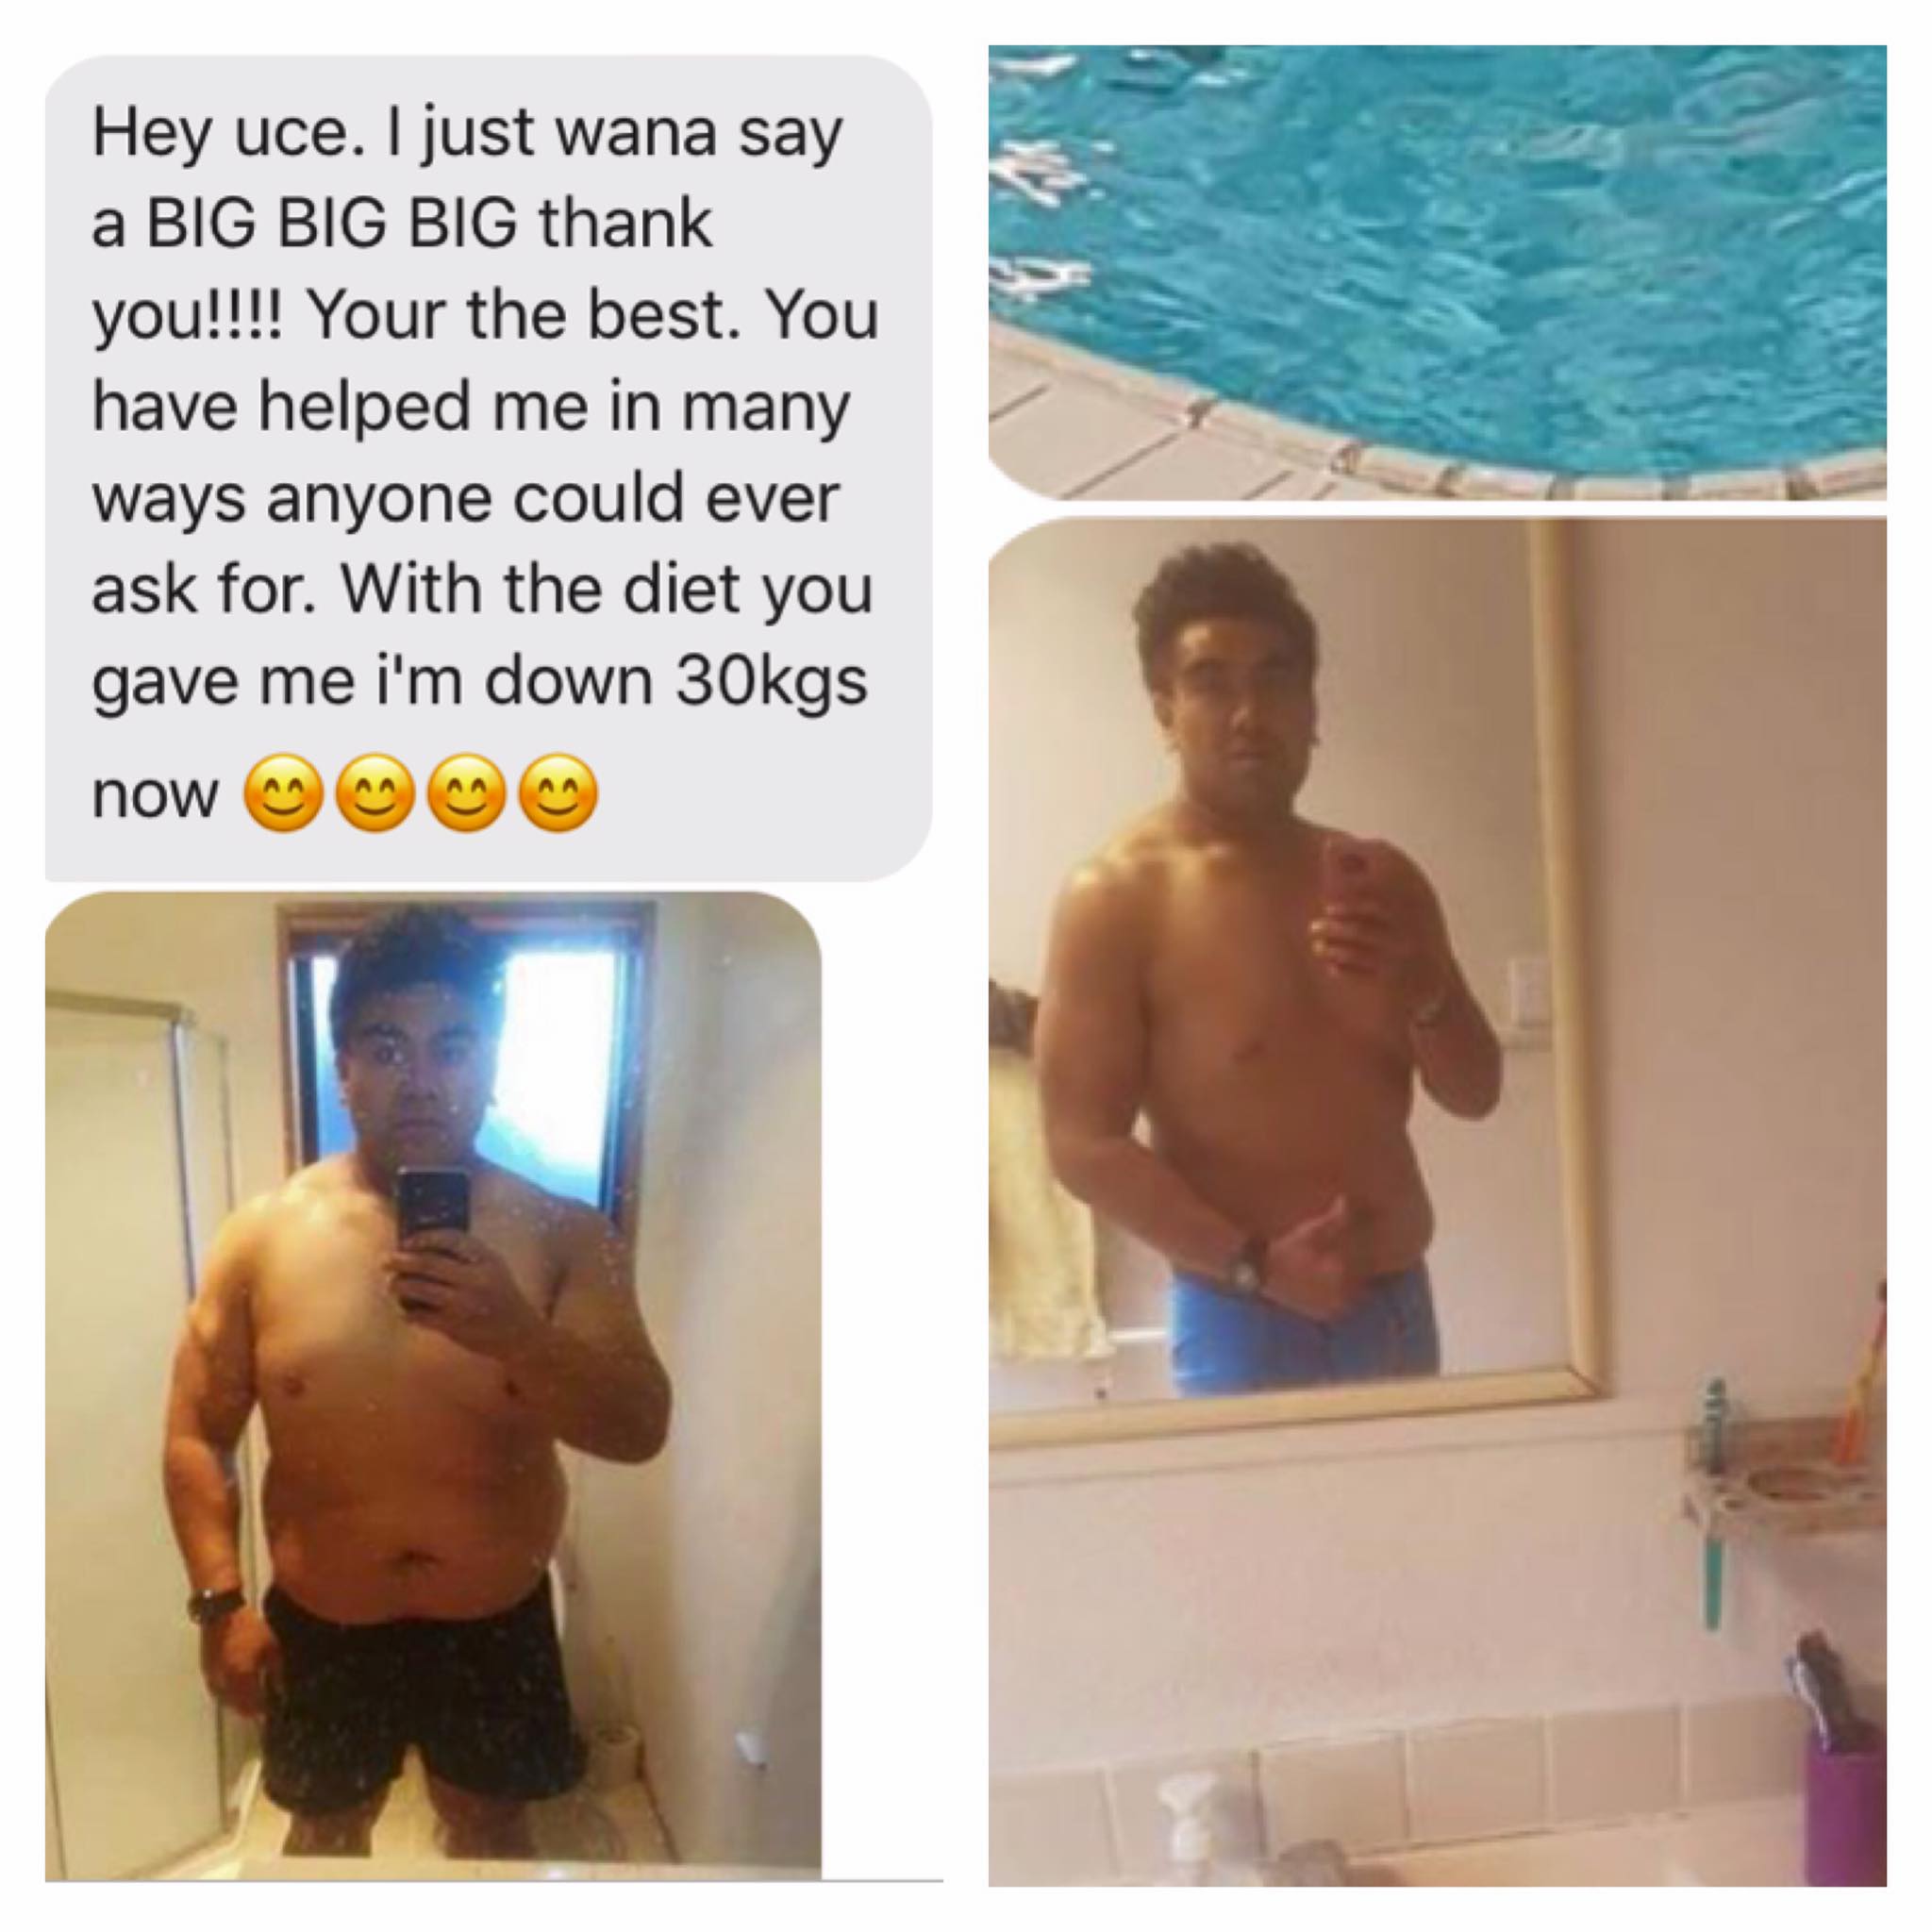 Hey uce. I just wana say
a BIG BIG BIG thank
you!!!! Your the best. You
have helped me in many
ways anyone could ever
ask for. With the diet you
gave me i'm down 30kgs
now 😊😊😊😊